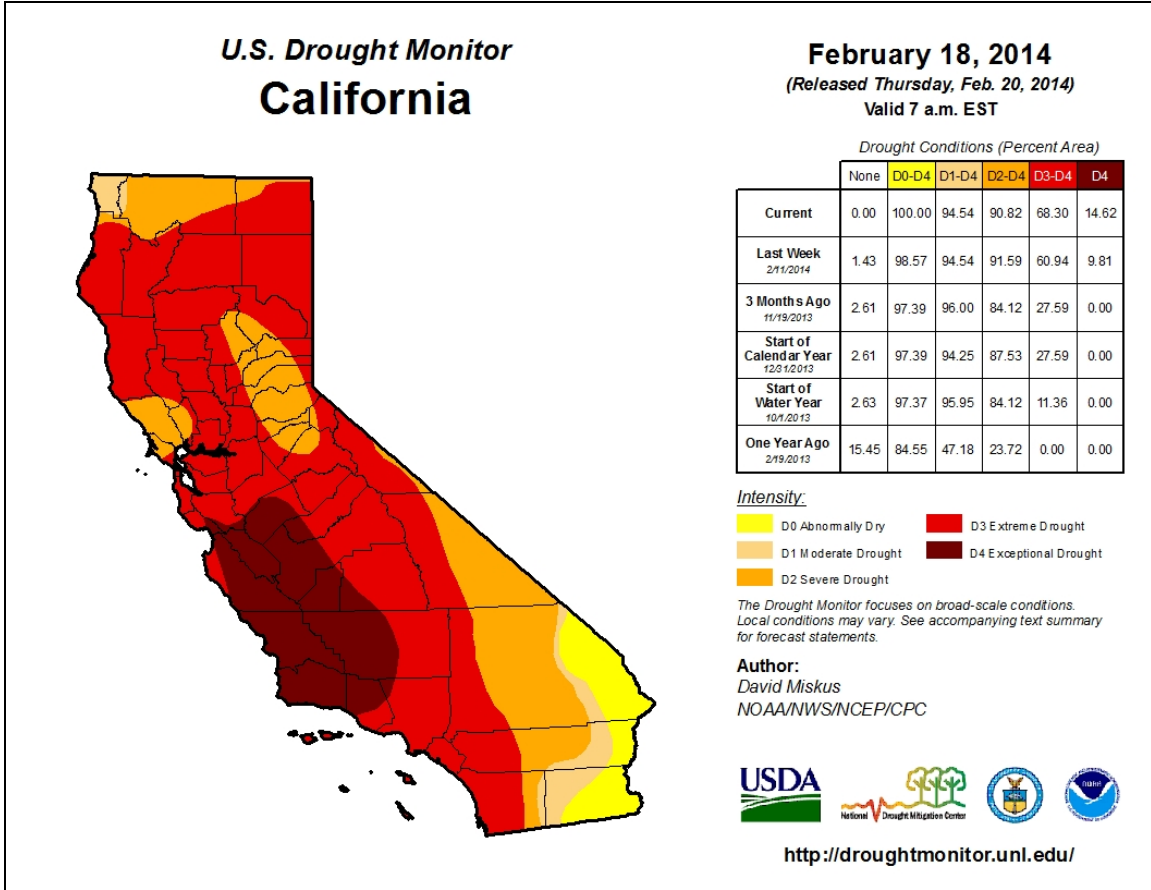 U.S. Drought Monitor
California
February 18, 2014
(Released Thursday, Feb. 20, 2014)
Valid 7 a.m. EST
Drought Conditions (Percent Area)
None D0-D4 D1-D4 D2-D4 D3-D4 D4
Current 0.00 100.00 94.54 90.82 68.30 14.62
Last Week
2/11/2014 1.43 98.57 94.54 91.59 60.94 9.81
3 Months Ago
11/19/2013 2.61 97.39 96.00 84.12 27.59 0.00
Start of
Calendar Year
12/31/2013 2.61 97.39 94.25 87.53 27.59 0.00
Start of
Water Year
10/1/2013 2.63 97.37 95.95 84.12 11.36 0.00
One Year Ago
2/19/2013 15.45 84.55 47.18 23.72 0.00 0.00
Intensity:
D0 Abnormally Dry
D1 Moderate Drought
D2 Severe Drought
D3 Extreme Drought
D4 Exceptional Drought
The Drought Monitor focuses on broad-scale conditions.
Local conditions may vary. See accompanying text summary
for forecast statements.
Author:
David Miskus
NOAA/NWS/NCEP/CPC
USDA
National Drought Mitigation Center
http://droughtmonitor.unl.edu/